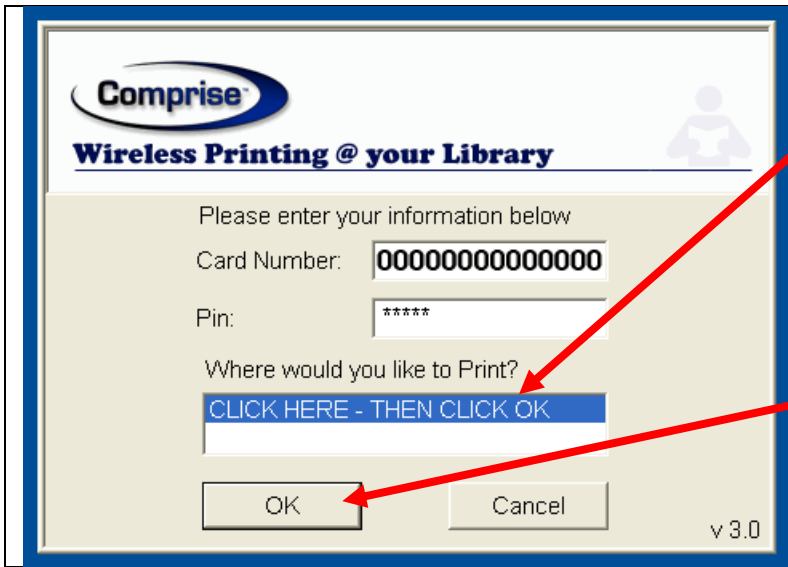 Comprise
Wireless Printing @ your Library
Please enter your information below
Card Number: 00000000000000
Pin: *****
Where would you like to Print?
CLICK HERE - THEN CLICK OK
OK Cancel
v 3.0